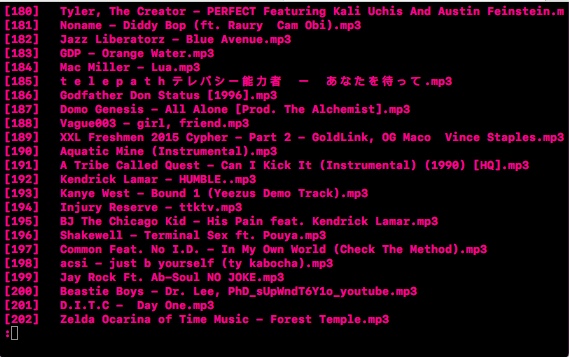 [180] Tyler, The Creator - PERFECT Featuring Kali Uchis And Austin Feinstein.m
[181] Noname - Diddy Bop (ft. Raury  Cam Obi).mp3
[182] Jazz Liberatorz - Blue Avenue.mp3
[183] GDP - Orange Water.mp3
[184] Mac Miller - Lua.mp3
[185] ｔｅｌｅｐａｔｈテレパシー能力者　－　あなたを待って.mp3
[186] Godfather Don Status [1996].mp3
[187] Domo Genesis - All Alone [Prod. The Alchemist].mp3
[188] Vague003 - girl, friend.mp3
[189] XXL Freshmen 2015 Cypher - Part 2 - GoldLink, OG Maco  Vince Staples.mp3
[190] Aquatic Mine (Instrumental).mp3
[191] A Tribe Called Quest - Can I Kick It (Instrumental) (1990) [HQ].mp3
[192] Kendrick Lamar - HUMBLE..mp3
[193] Kanye West - Bound 1 (Yeezus Demo Track).mp3
[194] Injury Reserve - ttktv.mp3
[195] BJ The Chicago Kid - His Pain feat. Kendrick Lamar.mp3
[196] Shakewell - Terminal Sex ft. Pouya.mp3
[197] Common Feat. No I.D. - In My Own World (Check The Method).mp3
[198] acsi - just b yourself (ty kabocha).mp3
[199] Jay Rock Ft. Ab-Soul NO JOKE.mp3
[200] Beastie Boys - Dr. Lee, PhD_sUpWndT6Y1o_youtube.mp3
[201] D.I.T.C -  Day One.mp3
[202] Zelda Ocarina of Time Music - Forest Temple.mp3
: